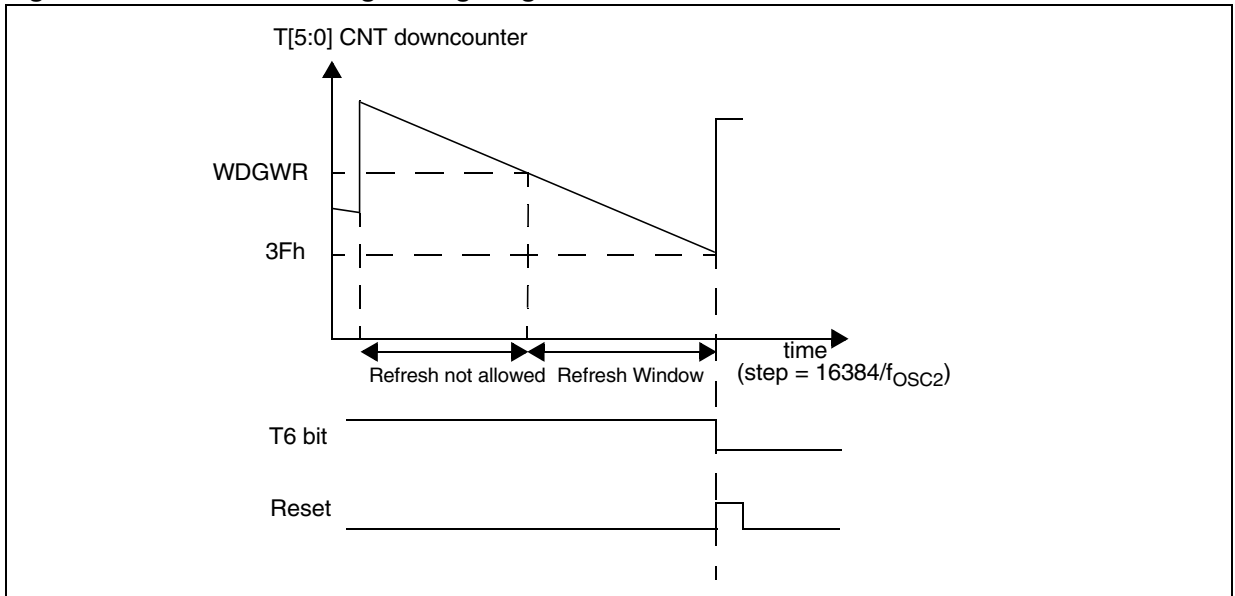 T[5:0] CNT downcounter
WDGWR
3Fh
time
Refresh not allowed Refresh Window (step = 16384/fOSC2)
T6 bit
Reset